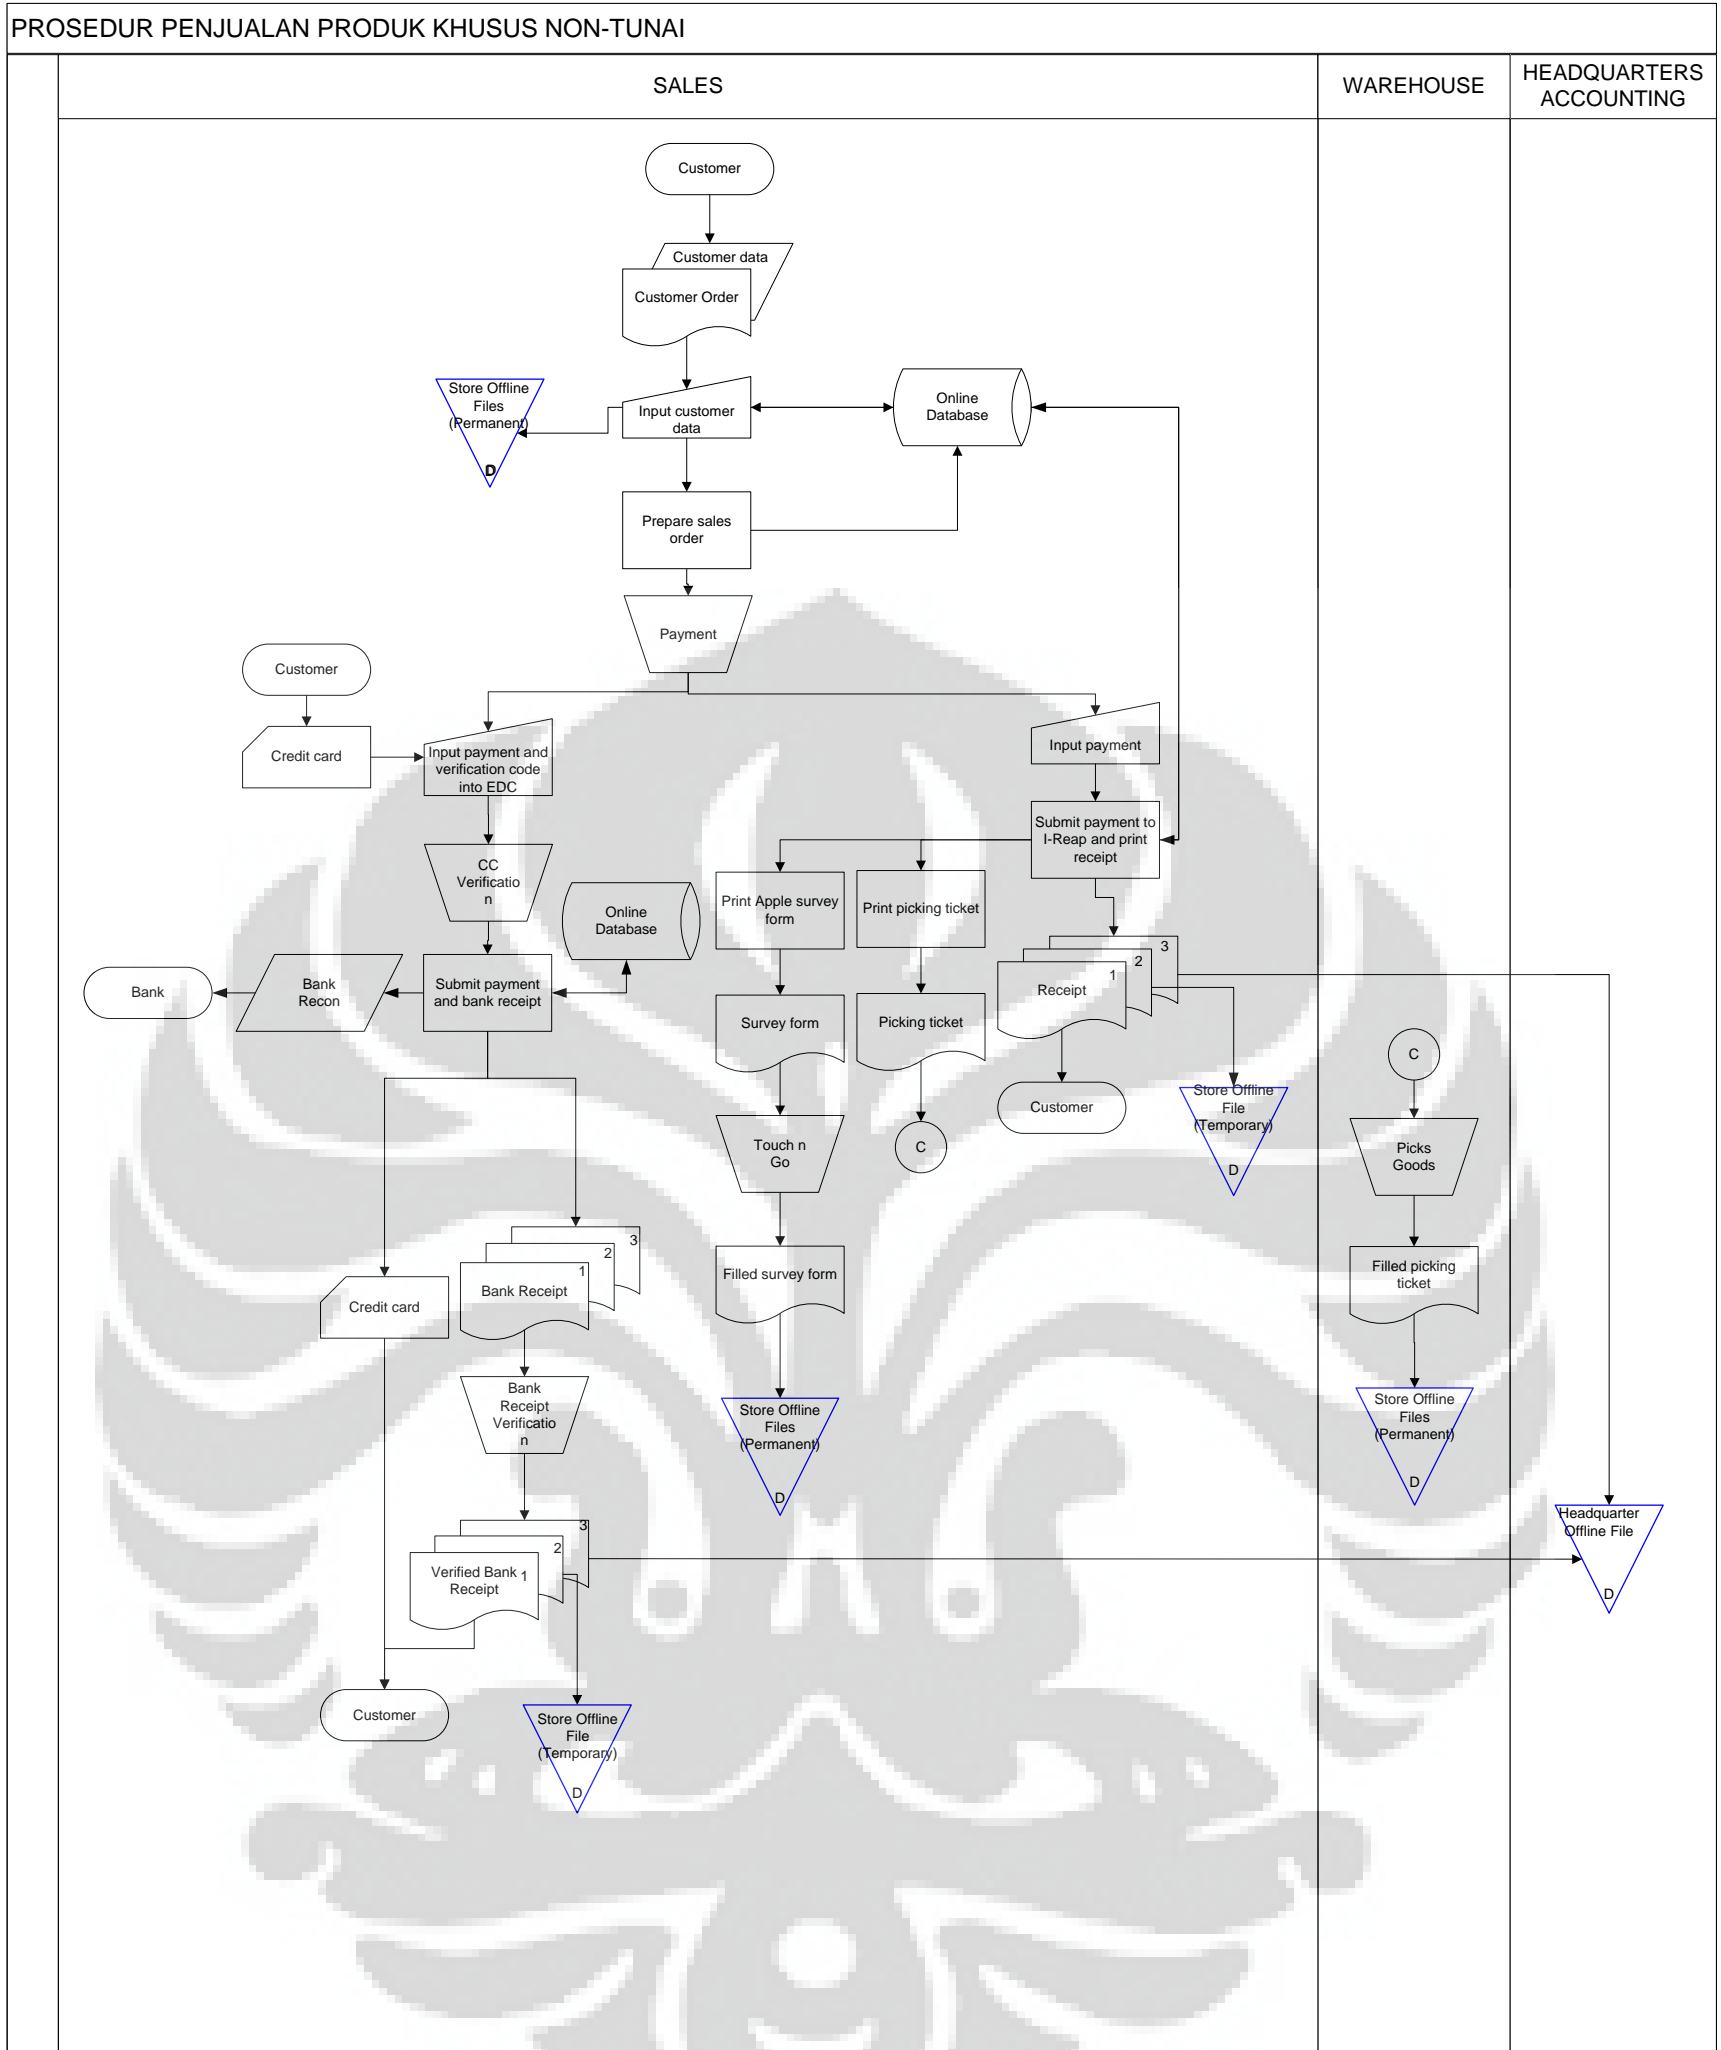 PROSEDUR PENJUALAN PRODUK KHUSUS NON-TUNAI
SALES
WAREHOUSE
HEADQUARTERS
ACCOUNTING
Customer
Customer data
Customer Order
Store Offline
Files
(Permanent)
D
Input customer
data
Online
Database
Prepare sales
order
Payment
Customer
Credit card
Input payment and
verification code
into EDC
Input payment
CC
Verificatio
n
Submit payment to
I-Reap and print
receipt
Online
Database
Print Apple survey
form
Print picking ticket
Bank
Bank
Recon
Submit payment
and bank receipt
Survey form
Picking ticket
3
2
1
Receipt
C
Customer
Store Offline
File
(Temporary)
D
Touch n
Go
C
Picks
Goods
3
2
1
Bank Receipt
Credit card
Filled survey form
Filled picking
ticket
Bank
Receipt
Verificatio
n
Store Offline
Files
(Permanent)
D
Store Offline
Files
(Permanent)
D
Headquarter
Offline File
D
3
2
Verified Bank 1
Receipt
Customer
Store Offline
File
(Temporary)
D